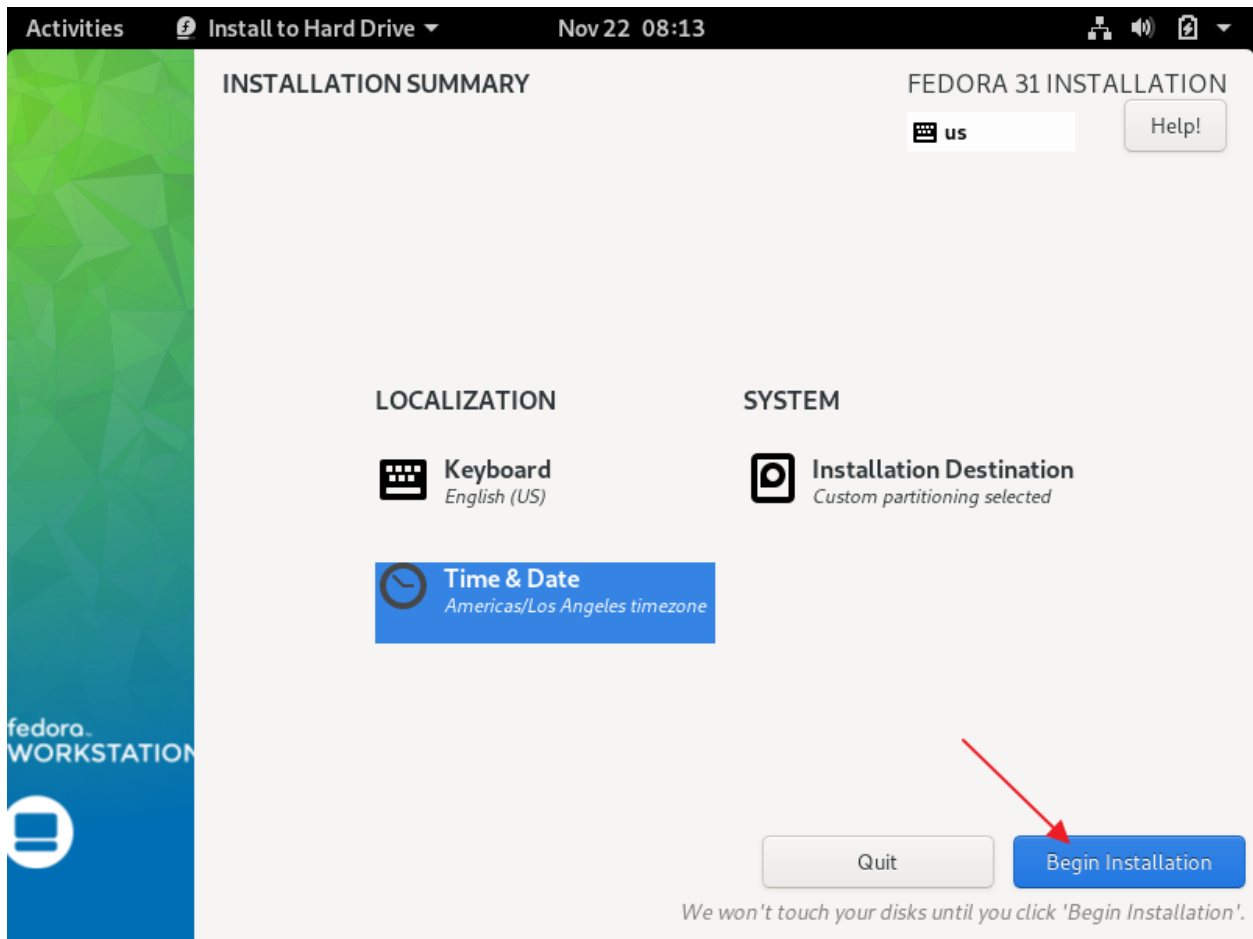 Activities Install to Hard Drive Nov 22 08:13
INSTALLATION SUMMARY
FEDORA 31 INSTALLATION
us
Help!
LOCALIZATION
Keyboard
English (US)
Time & Date
Americas/Los Angeles timezone
SYSTEM
Installation Destination
Custom partitioning selected
fedora
WORKSTATION
Quit
Begin Installation
We won't touch your disks until you click 'Begin Installation'.